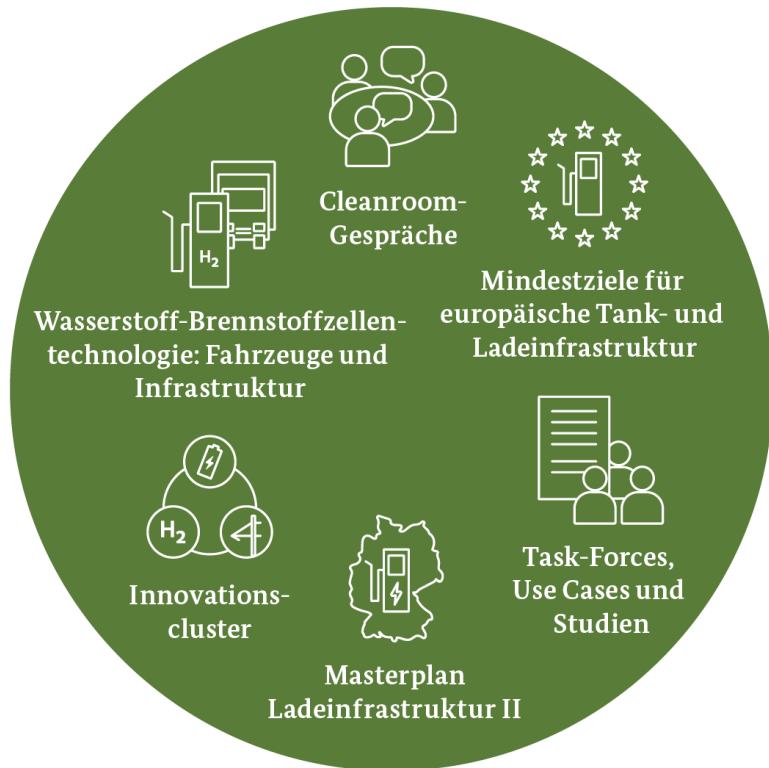 Cleanroom-
Gespräche
Mindestziele für
europäische Tank- und
Ladeinfrastruktur
H₂
Wasserstoff-Brennstoffzellen-
technologie: Fahrzeuge und
Infrastruktur
Task-Forces,
Use Cases und
Studien
H₂
Innovations-
cluster
Masterplan
Ladeinfrastruktur II